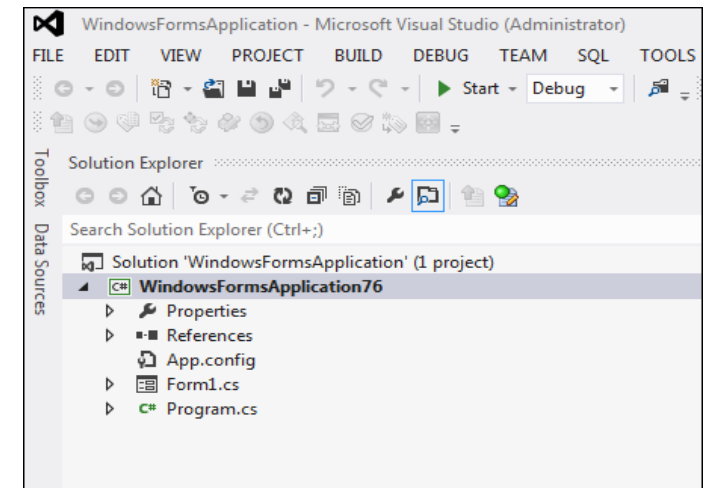 WindowsFormsApplication - Microsoft Visual Studio (Administrator)
FILE EDIT VIEW PROJECT BUILD DEBUG TEAM SQL TOOLS
Start Debug
Toolbox
Data Sources
Solution Explorer
Search Solution Explorer (Ctrl+;)
Solution 'WindowsFormsApplication' (1 project)
C# WindowsFormsApplication76
Properties
References
App.config
Form1.cs
C# Program.cs